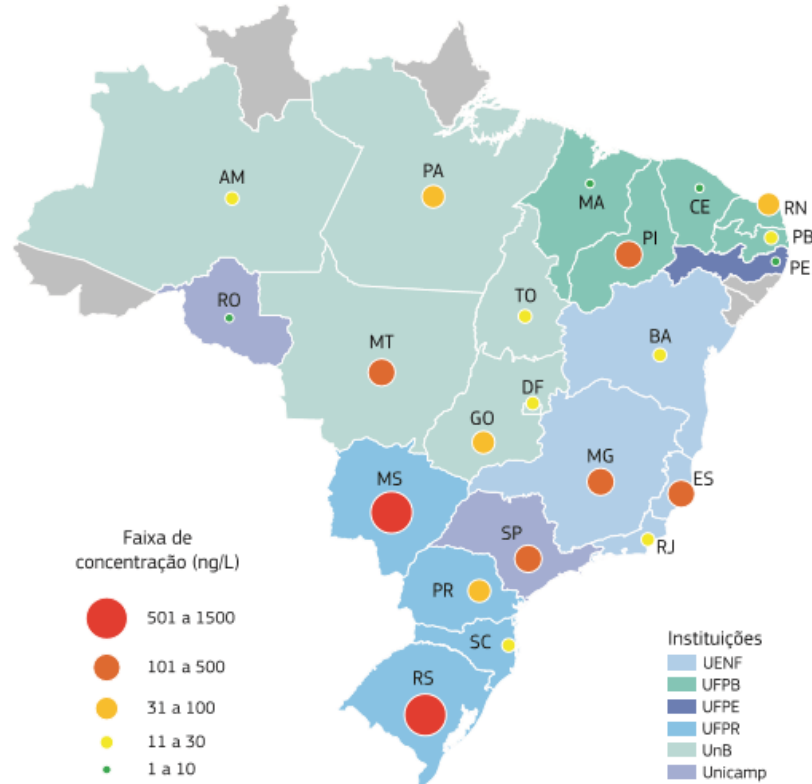 AM
PA
MA
CE
RN
PI
PB
PE
RO
TO
MT
BA
DF
GO
MG
MS
ES
SP
RJ
PR
SC
RS
Faixa de
concentração (ng/L)
501 a 1500
101 a 500
31 a 100
11 a 30
1 a 10
Instituições
UENF
UFPB
UFPE
UFPR
UnB
Unicamp